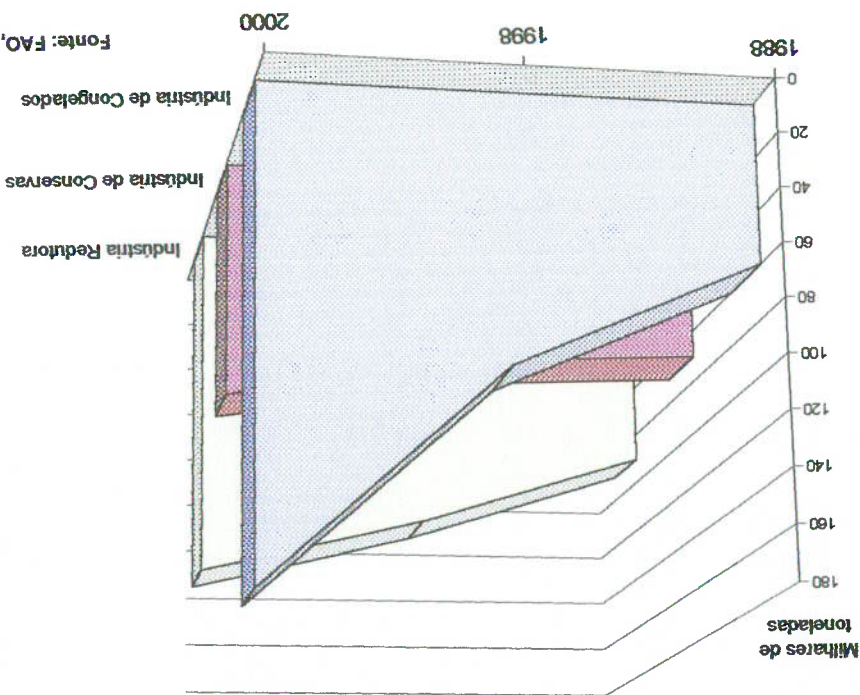 Milhares de
toneladas
180
160
140
120
100
80
60
40
20
0
1988
1998
2000
Indústria Redutora
Indústria de Conservas
Indústria de Congelados
Fonte: FAO,